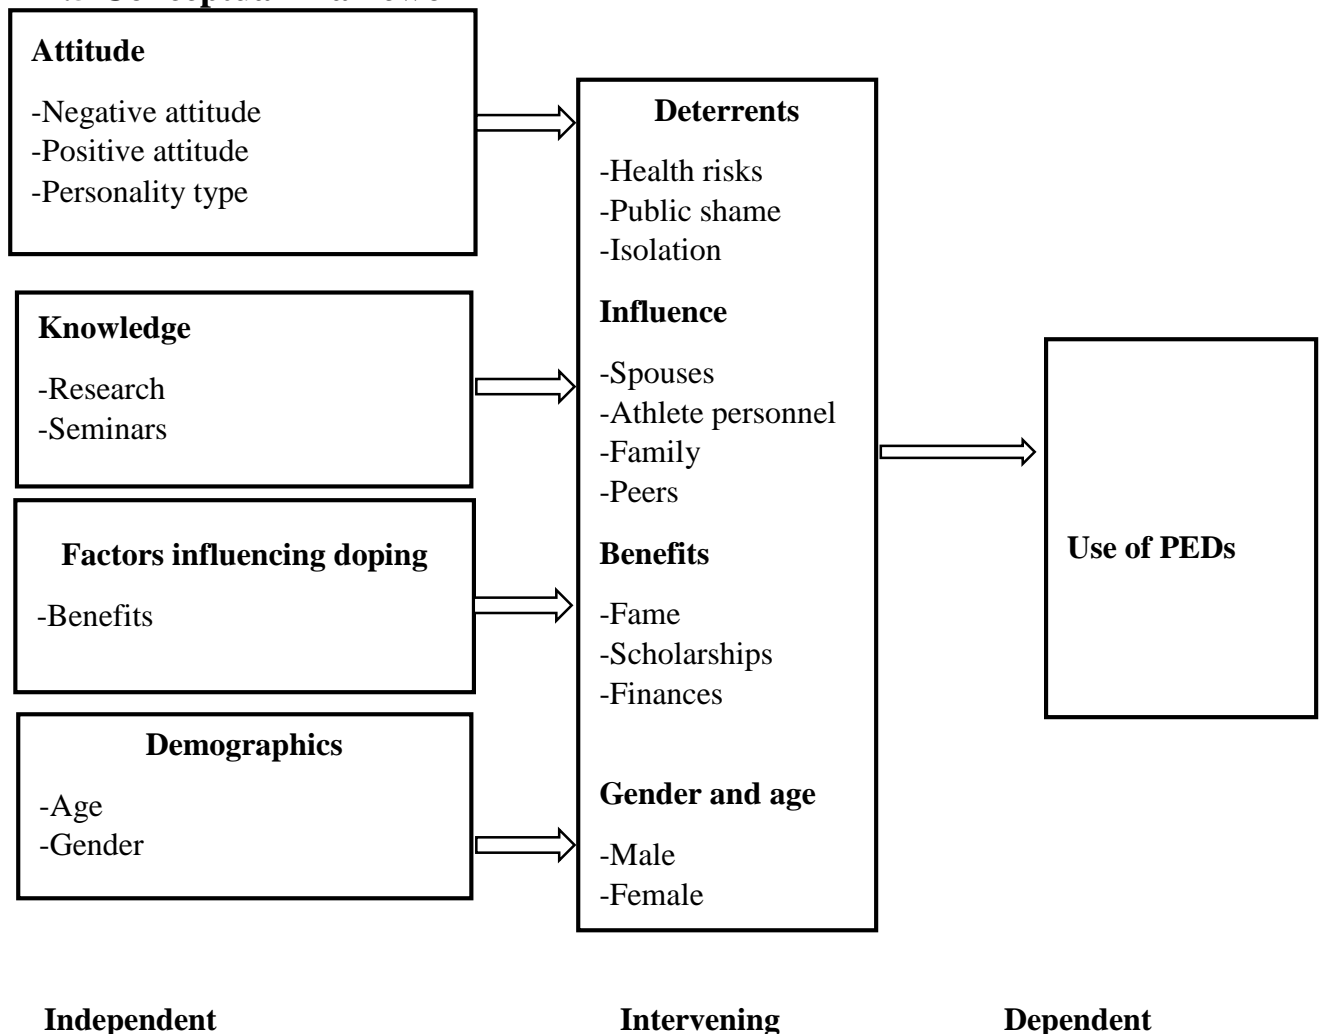 Attitude
-Negative attitude
-Positive attitude
-Personality type
Knowledge
-Research
-Seminars
Factors influencing doping
-Benefits
Demographics
-Age
-Gender
Deterrents
-Health risks
-Public shame
-Isolation
Influence
-Spouses
-Athlete personnel
-Family
-Peers
Benefits
-Fame
-Scholarships
-Finances
Gender and age
-Male
-Female
Use of PEDs
Independent
Intervening
Dependent